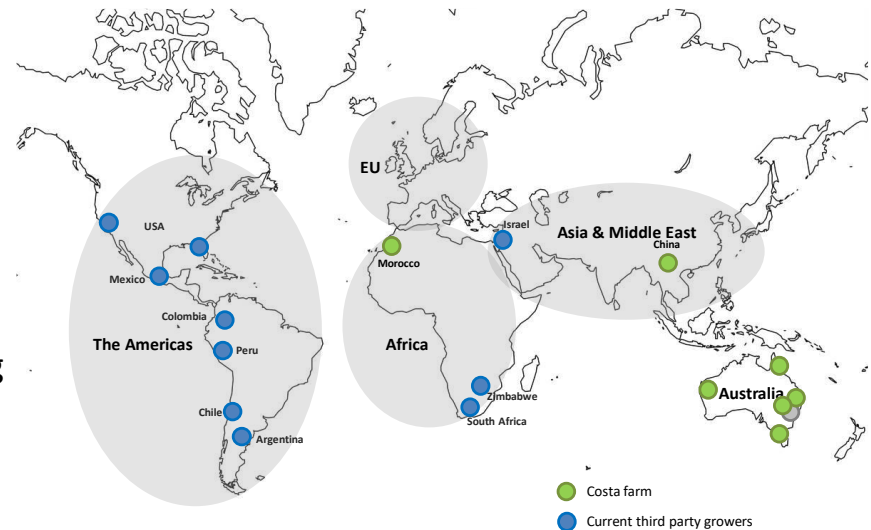 EU
Israel
USA
Asia & Middle East
China
Morocco
Mexico
Colombia
The Americas
Africa
Peru
g
Australia
Zimbabwe
Chile
South Africa
Argentina
Costa farm
Current third party growers